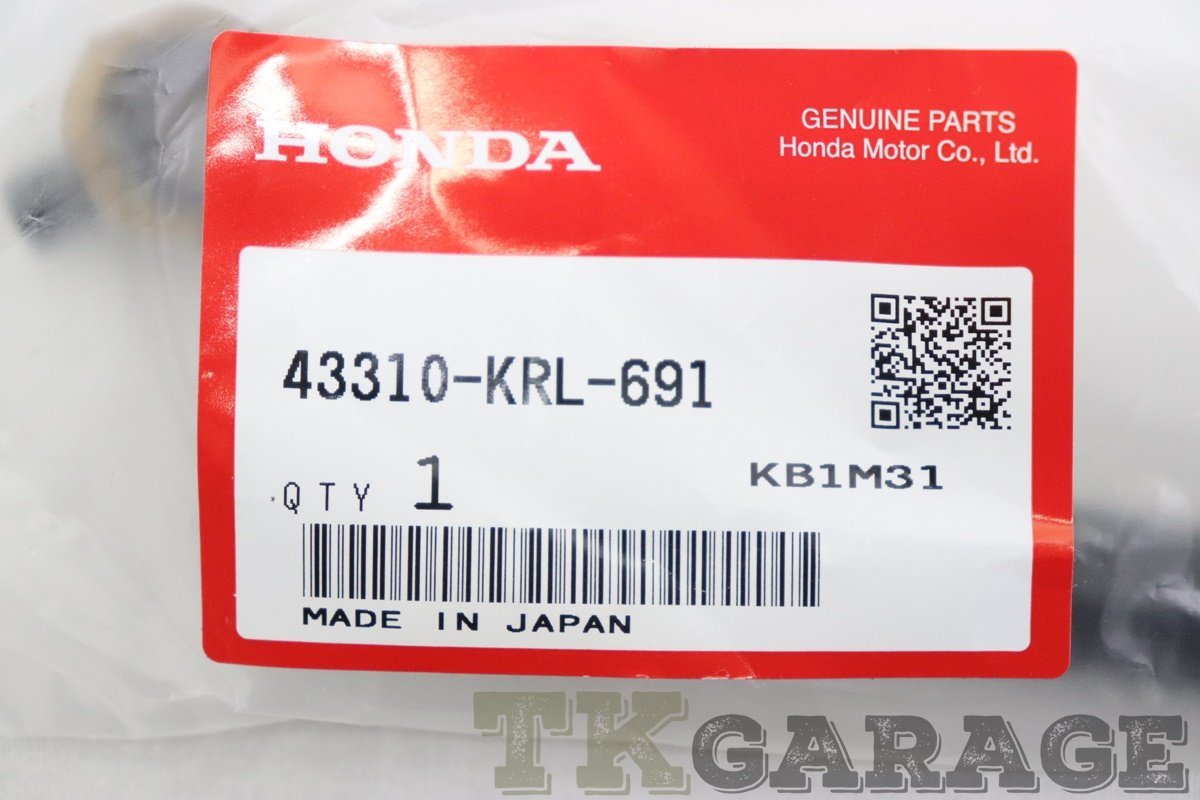 HONDA
GENUINE PARTS
Honda Motor Co., Ltd.
43310-KRL-691
QTY 1
KB1M31
MADE IN JAPAN
TKGARAGE